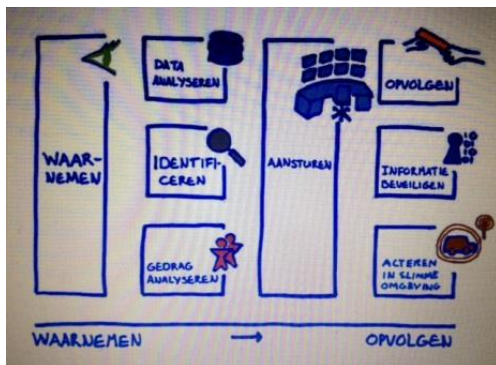 WAAR-
NEMEN
DATA
ANALYSEREN
IDENTIFI-
CEREN
GEDRAG
ANALYSEREN
AANSTUREN
OPVOLGEN
INFORMATIE
BEVEILIGEN
ACTEREN
IN SLIMME
OMGEVING
WAARNEMEN → OPVOLGEN